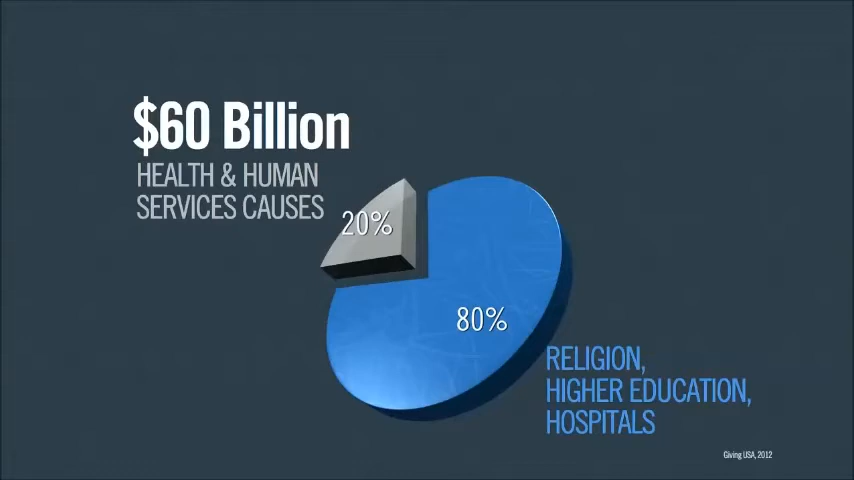 $60 Billion
HEALTH & HUMAN
SERVICES CAUSES
20%
80%
RELIGION,
HIGHER EDUCATION,
HOSPITALS
Giving USA, 2012